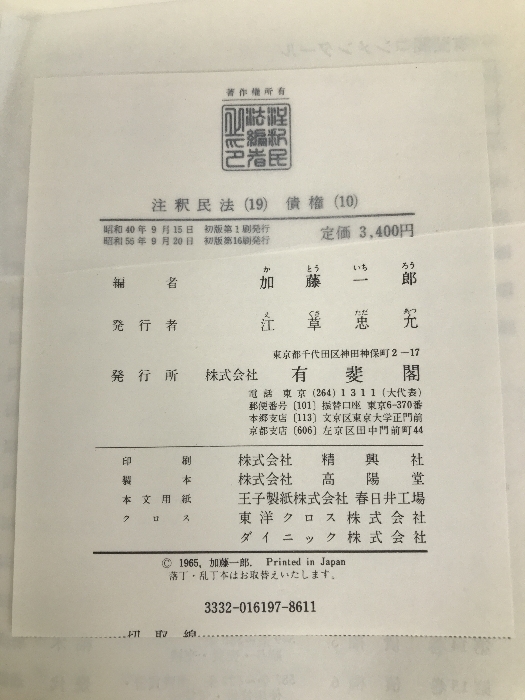 著作権所有
注釈民法(19) 債権(10)
昭和40年9月15日 初版第1刷発行
昭和55年9月20日 初版第16刷発行
定価 3,400円
か とう いち ろう
編者 加藤一郎
え ぐさ ただ あつ
発行者 江草忠允
東京都千代田区神田神保町2-17
発行所 株式会社 有斐閣
電話 東京(264)1311(大代表)
郵便番号〔101〕振替口座 東京6-370番
本郷支店〔113〕文京区東京大学正門前
京都支店〔606〕左京区田中門前町44
印刷 株式会社 精興社
製本 株式会社 高陽堂
本文用紙 王子製紙株式会社 春日井工場
クロス 東洋クロス株式会社
ダイニック株式会社
© 1965, 加藤一郎. Printed in Japan
落丁・乱丁本はお取替えいたします。
3332-016197-8611
切取線